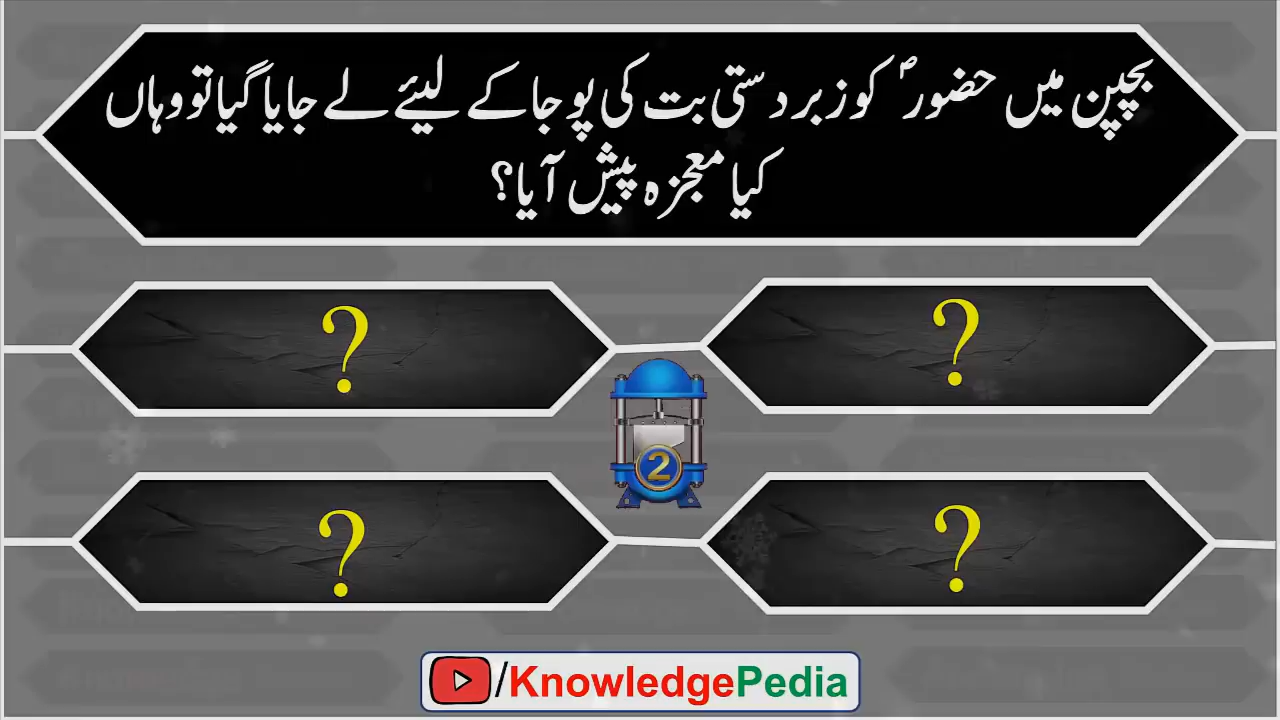 بچپن میں حضورؐ کو زبردستی بت کی پوجا کے لیئے لے جایا گیا تو وہاں
کیا معجزہ پیش آیا؟
?
?
2
?
?
/KnowledgePedia